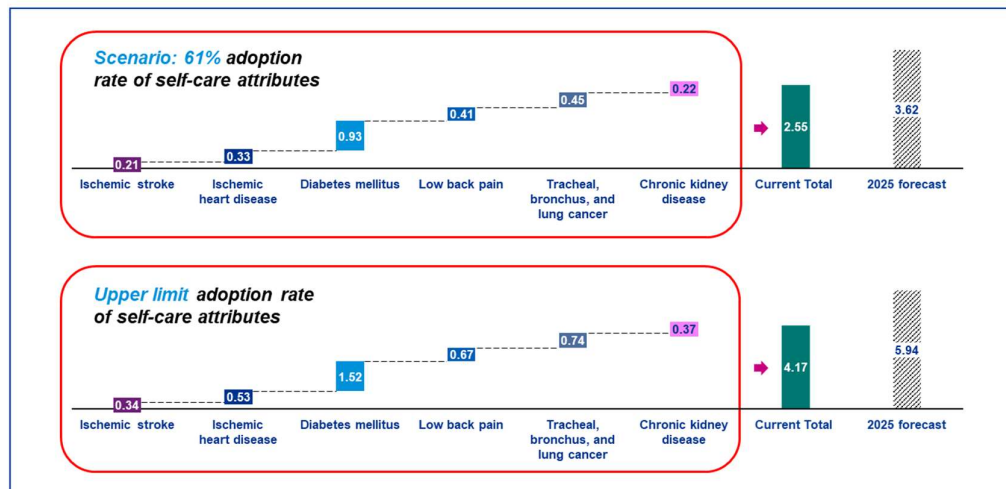 Scenario: 61% adoption
rate of self-care attributes
0.21
0.33
0.93
0.41
0.45
0.22
2.55
3.62
Ischemic stroke
Ischemic
heart disease
Diabetes mellitus
Low back pain
Tracheal,
bronchus, and
lung cancer
Chronic kidney
disease
Current Total
2025 forecast
Upper limit adoption rate
of self-care attributes
0.34
0.53
1.52
0.67
0.74
0.37
4.17
5.94
Ischemic stroke
Ischemic
heart disease
Diabetes mellitus
Low back pain
Tracheal,
bronchus, and
lung cancer
Chronic kidney
disease
Current Total
2025 forecast